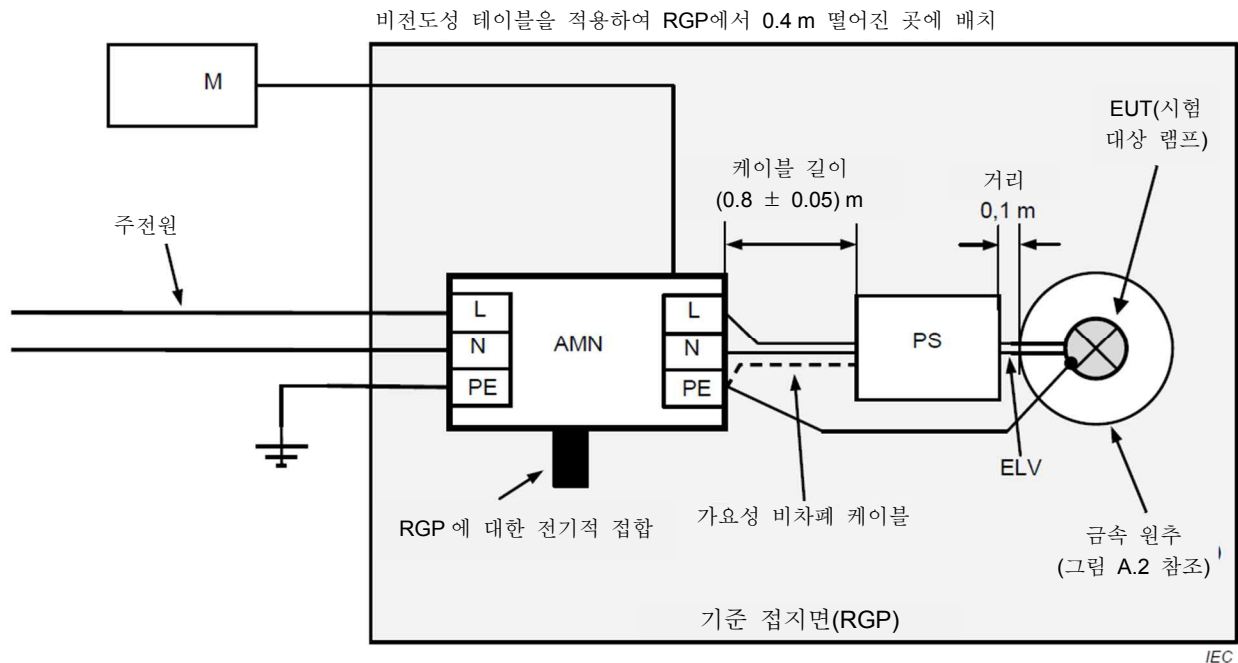 비전도성 테이블을 적용하여 RGP에서 0.4 m 떨어진 곳에 배치
M
EUT(시험
대상 램프)
케이블 길이
(0.8 ± 0.05) m
거리
0,1 m
주전원
L
N
PE
AMN
L
N
PE
PS
ELV
RGP 에 대한 전기적 접합
가요성 비차폐 케이블
금속 원추
(그림 A.2 참조)
기준 접지면(RGP)
IEC